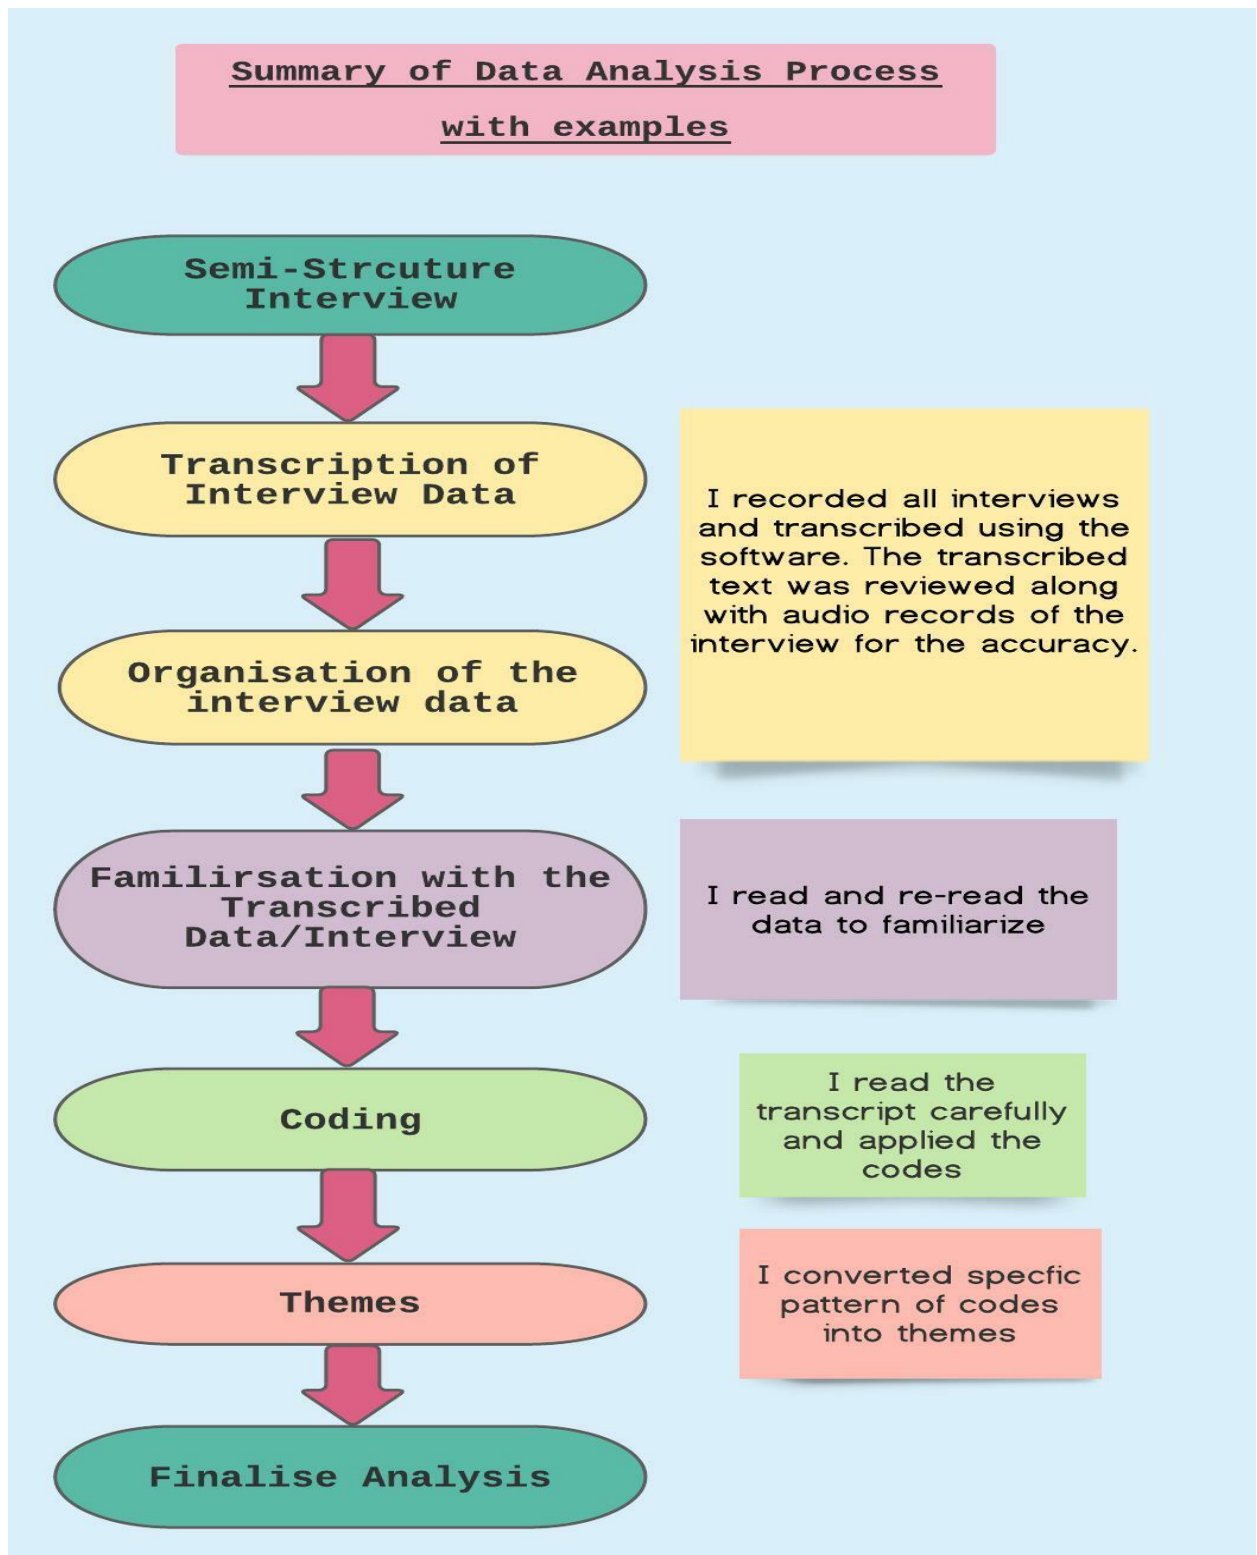 Summary of Data Analysis Process
with examples
Semi-Strcuture
Interview
Transcription of
Interview Data
I recorded all interviews
and transcribed using the
software. The transcribed
text was reviewed along
with audio records of the
interview for the accuracy.
Organisation of the
interview data
Familirsation with the
Transcribed
Data/Interview
I read and re-read the
data to familiarize
Coding
I read the
transcript carefully
and applied the
codes
Themes
I converted specfic
pattern of codes
into themes
Finalise Analysis